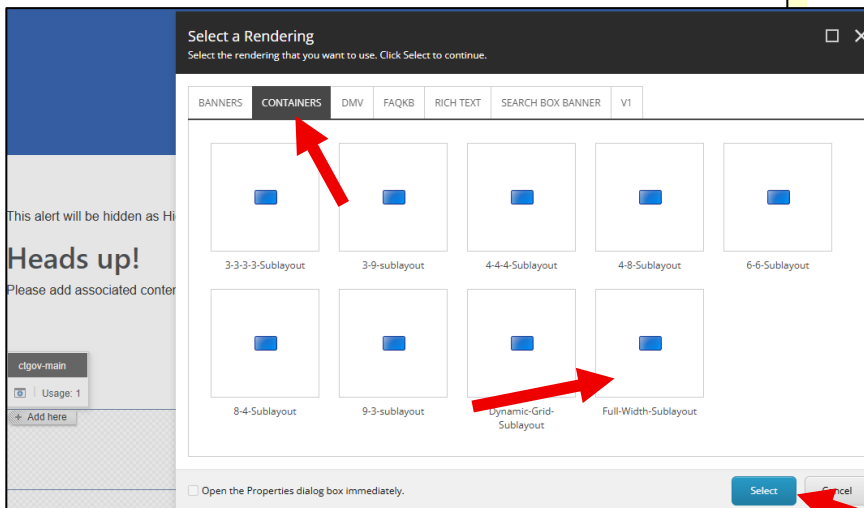 Select a Rendering
Select the rendering that you want to use. Click Select to continue.
BANNERS CONTAINERS DMV FAQKB RICH TEXT SEARCH BOX BANNER V1
This alert will be hidden as Hi
Heads up!
Please add associated conten
ctgov-main
Usage: 1
+ Add here
3-3-3-3-Sublayout 3-9-sublayout 4-4-4-Sublayout 4-8-Sublayout 6-6-Sublayout
8-4-Sublayout 9-3-sublayout Dynamic-Grid- Full-Width-Sublayout
Sublayout
Open the Properties dialog box immediately.
Select Cancel